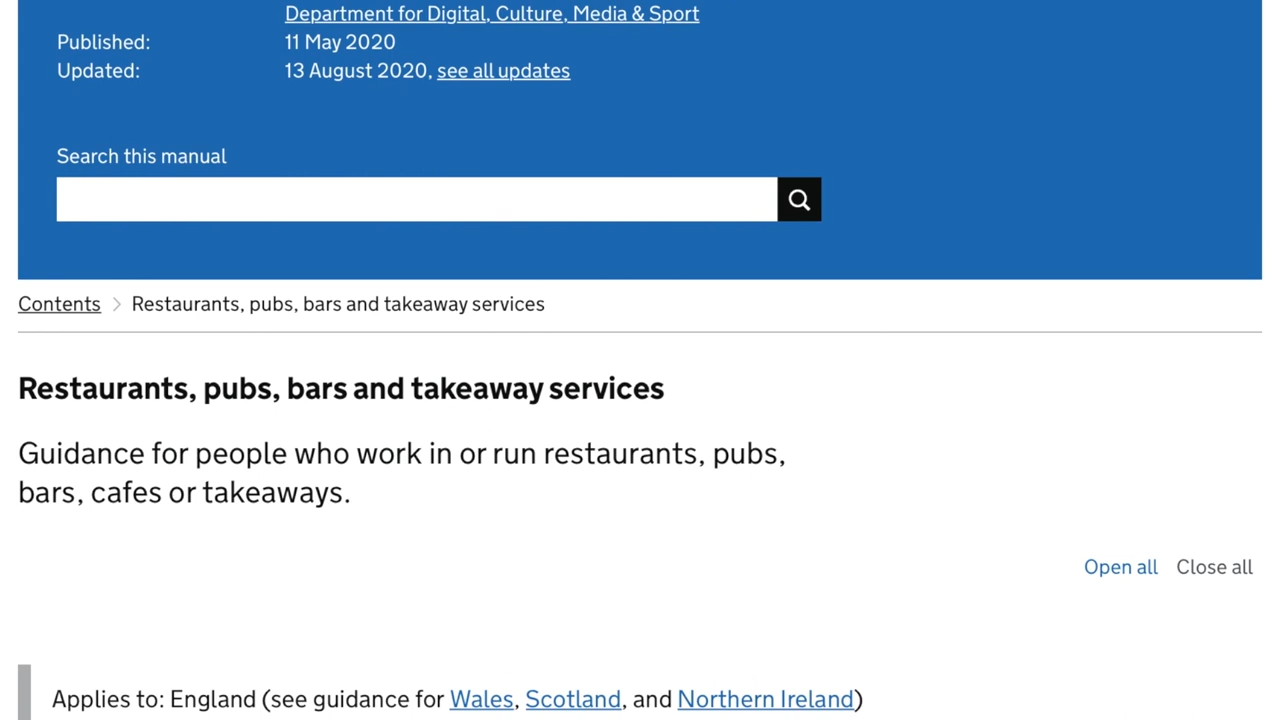 Department for Digital, Culture, Media & Sport
Published: 11 May 2020
Updated: 13 August 2020, see all updates
Search this manual
Contents > Restaurants, pubs, bars and takeaway services
Restaurants, pubs, bars and takeaway services
Guidance for people who work in or run restaurants, pubs,
bars, cafes or takeaways.
Open all Close all
Applies to: England (see guidance for Wales, Scotland, and Northern Ireland)